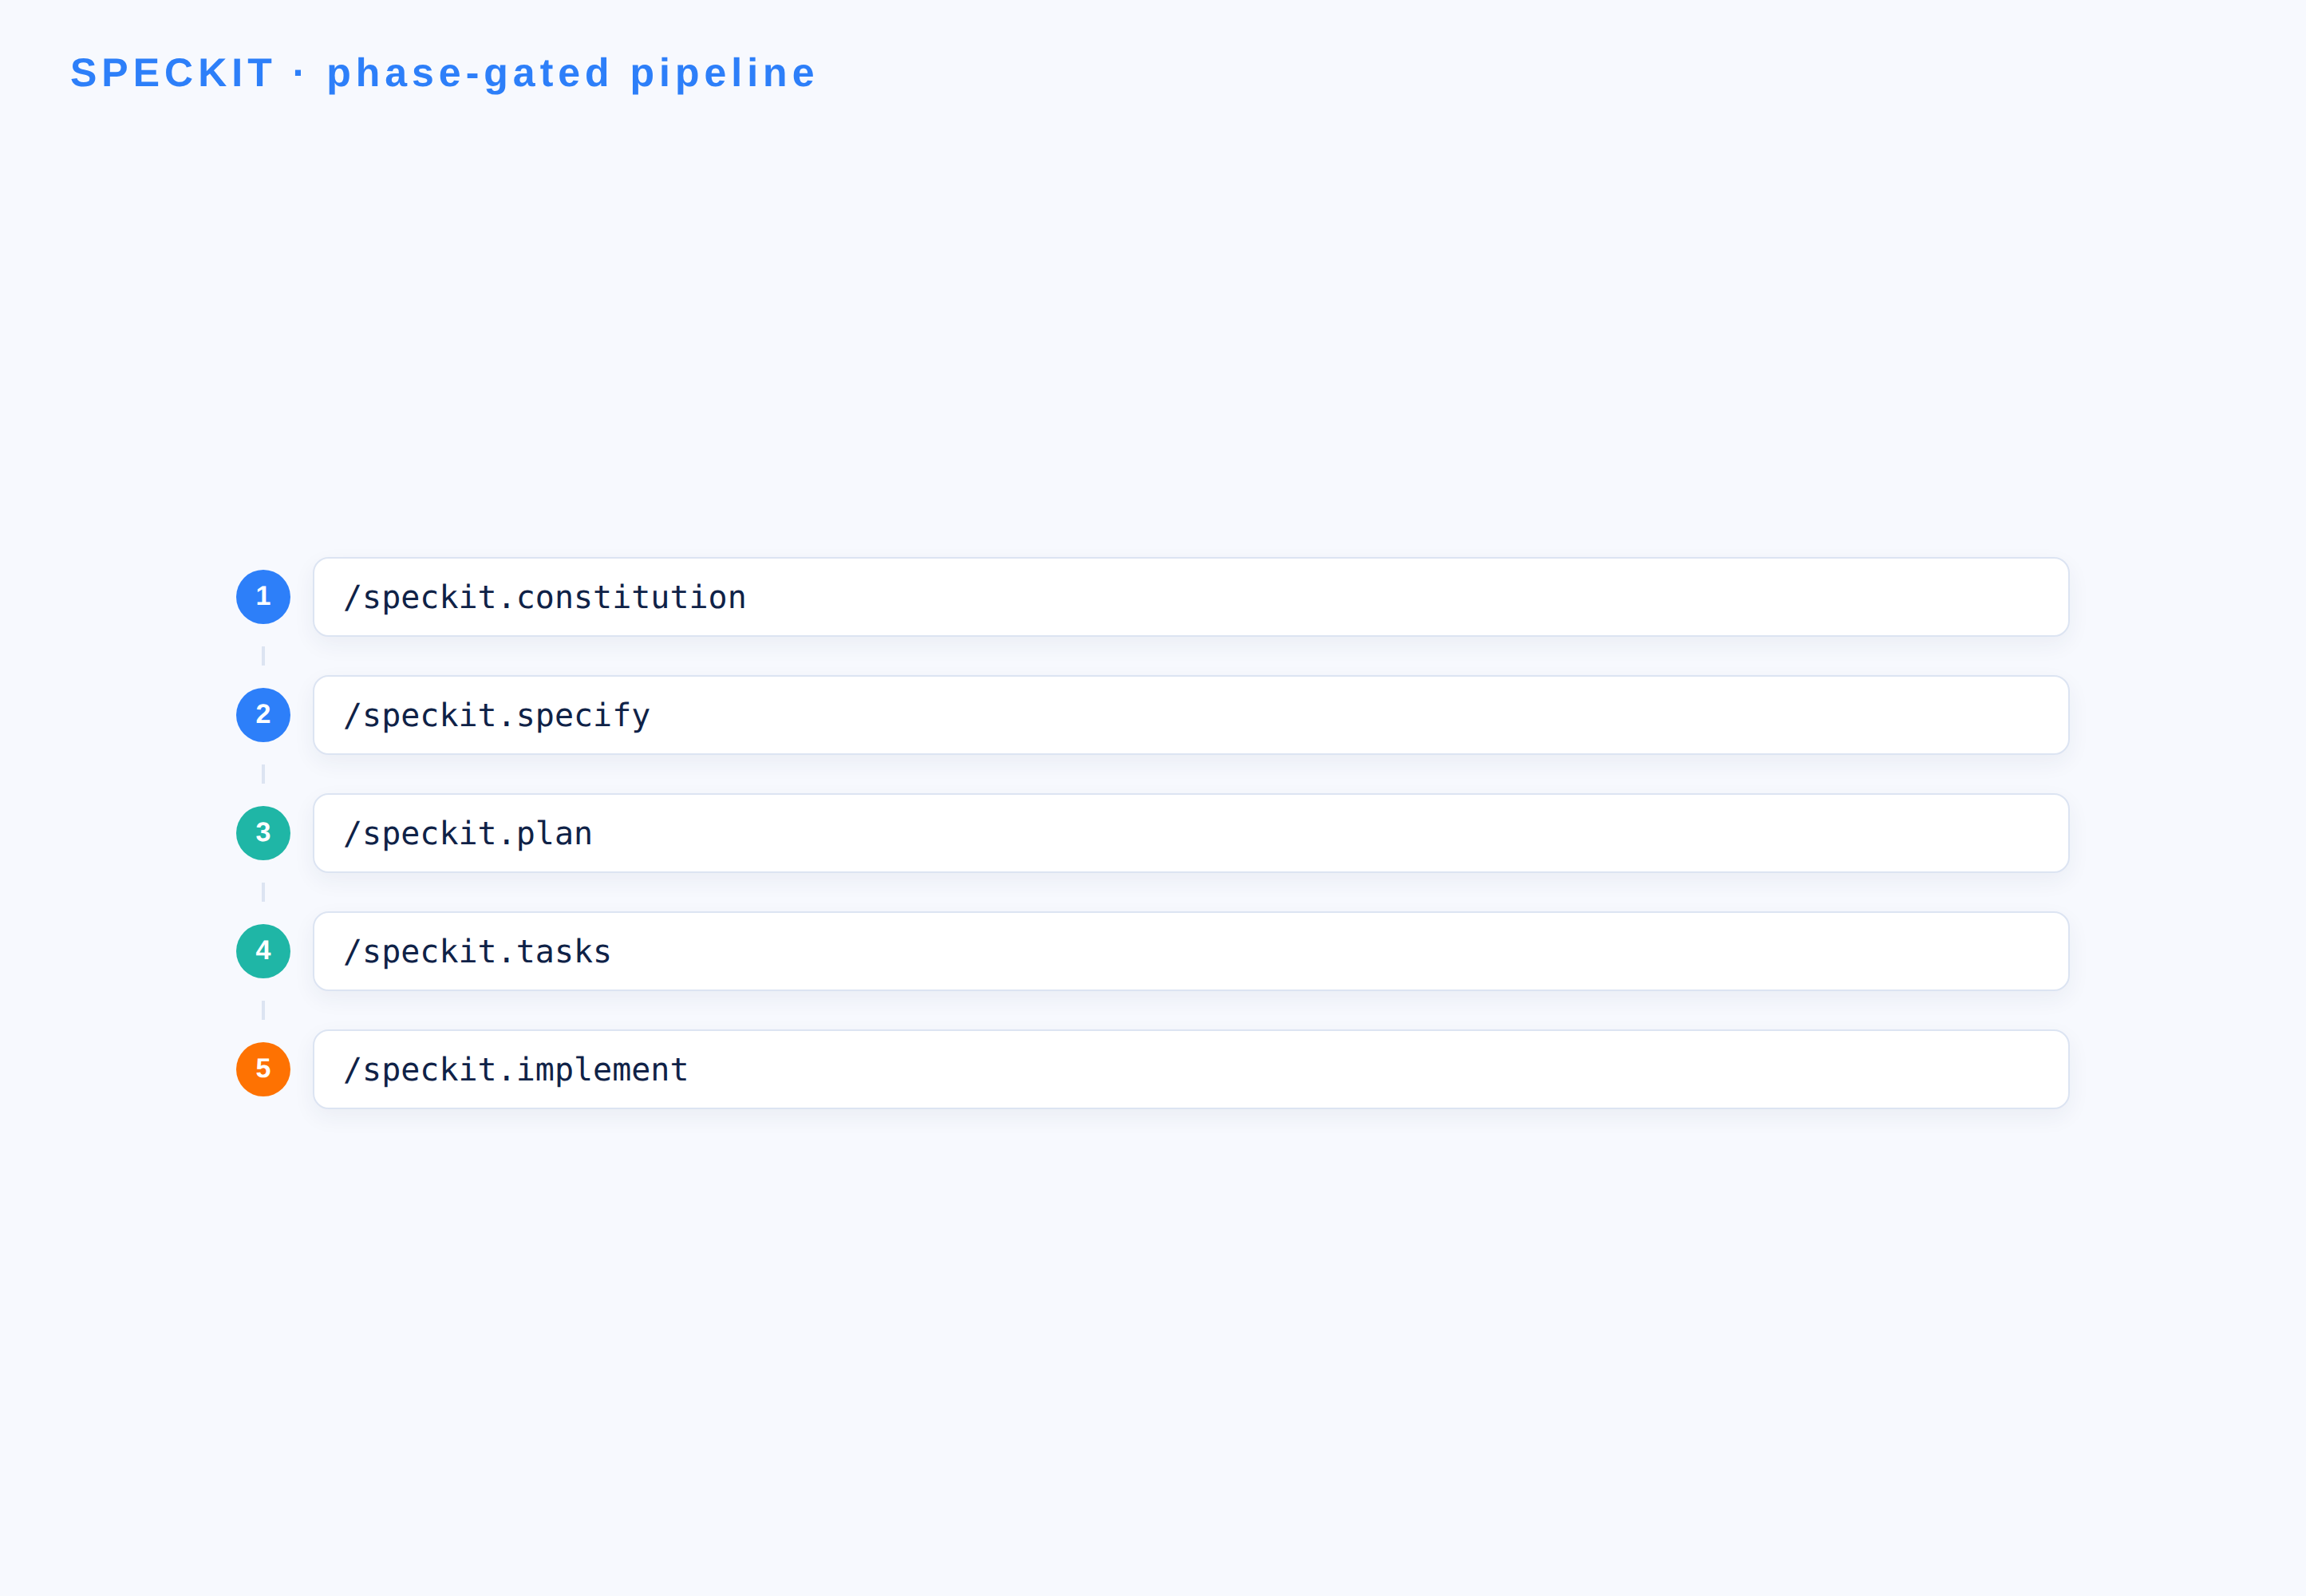 SPECKIT · phase-gated pipeline
1 /speckit.constitution
2 /speckit.specify
3 /speckit.plan
4 /speckit.tasks
5 /speckit.implement